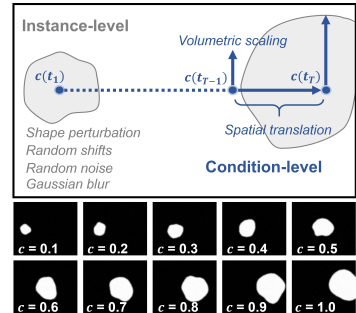 Instance-level
Volumetric scaling
c(t₁)
c(t_{T-1})
c(t_T)
Shape perturbation
Random shifts
Random noise
Gaussian blur
Spatial translation
Condition-level
c = 0.1
c = 0.2
c = 0.3
c = 0.4
c = 0.5
c = 0.6
c = 0.7
c = 0.8
c = 0.9
c = 1.0